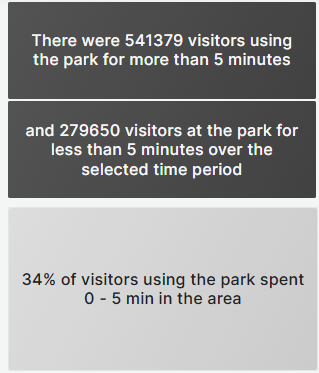 There were 541379 visitors using
the park for more than 5 minutes
and 279650 visitors at the park for
less than 5 minutes over the
selected time period
34% of visitors using the park spent
0 - 5 min in the area